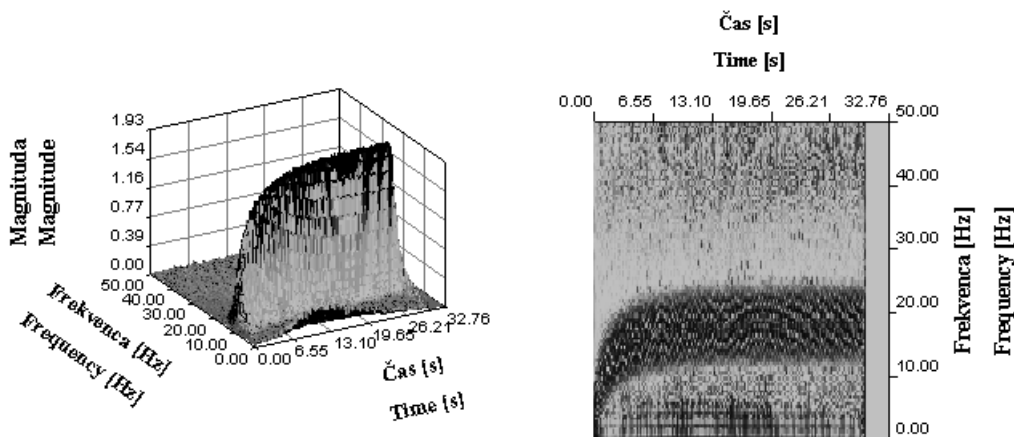 Magnituda
Magnitude
1.93
1.54
1.16
0.77
0.39
0.00
50.00
40.00
30.00
20.00
10.00
0.00
Frekvenca [Hz]
Frequency [Hz]
0.00
6.55
13.10
19.65
26.21
32.76
Čas [s]
Time [s]
Čas [s]
Time [s]
0.00 6.55 13.10 19.65 26.21 32.76
50.00
40.00
30.00
20.00
10.00
0.00
Frekvenca [Hz]
Frequency [Hz]